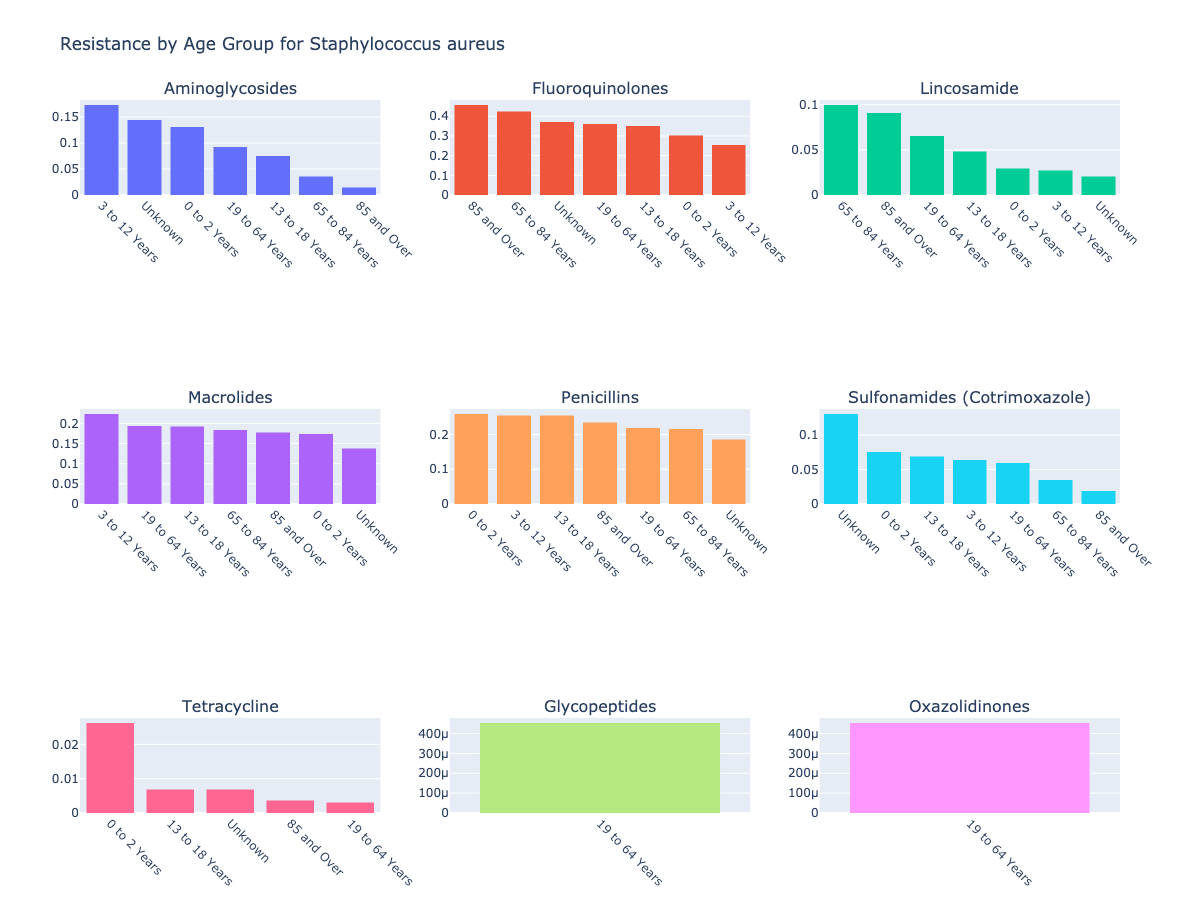 Resistance by Age Group for Staphylococcus aureus
Aminoglycosides
0.15
0.1
0.05
0
3 to 12 Years
Unknown
0 to 2 Years
19 to 64 Years
13 to 18 Years
65 to 84 Years
85 and Over
Fluoroquinolones
0.4
0.3
0.2
0.1
0
85 and Over
65 to 84 Years
Unknown
19 to 64 Years
13 to 18 Years
0 to 2 Years
3 to 12 Years
Lincosamide
0.1
0.05
0
65 to 84 Years
85 and Over
19 to 64 Years
13 to 18 Years
0 to 2 Years
3 to 12 Years
Unknown
Macrolides
0.2
0.15
0.1
0.05
0
3 to 12 Years
19 to 64 Years
13 to 18 Years
65 to 84 Years
85 and Over
0 to 2 Years
Unknown
Penicillins
0.2
0.1
0
0 to 2 Years
3 to 12 Years
13 to 18 Years
85 and Over
19 to 64 Years
65 to 84 Years
Unknown
Sulfonamides (Cotrimoxazole)
0.1
0.05
0
Unknown
0 to 2 Years
13 to 18 Years
3 to 12 Years
19 to 64 Years
65 to 84 Years
85 and Over
Tetracycline
0.02
0.01
0
0 to 2 Years
13 to 18 Years
Unknown
85 and Over
19 to 64 Years
Glycopeptides
400μ
300μ
200μ
100μ
0
19 to 64 Years
Oxazolidinones
400μ
300μ
200μ
100μ
0
19 to 64 Years